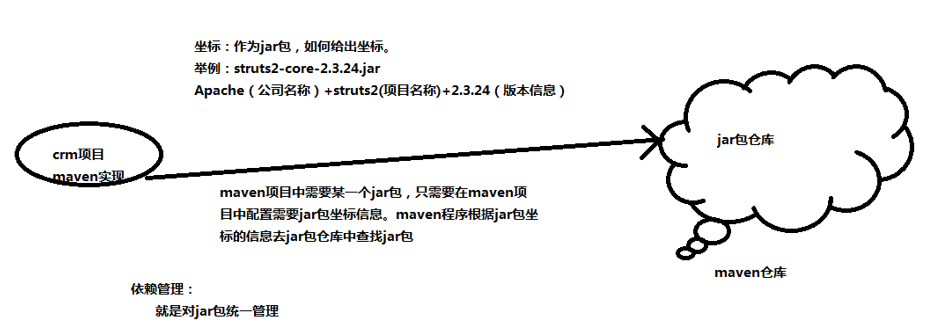 坐标：作为jar包，如何给出坐标。
举例：struts2-core-2.3.24.jar
Apache（公司名称）+struts2(项目名称)+2.3.24（版本信息）
crm项目
maven实现
jar包仓库
maven项目中需要某一个jar包，只需要在maven项
目中配置需要jar包坐标信息。maven程序根据jar包坐
标的信息去jar包仓库中查找jar包
maven仓库
依赖管理：
就是对jar包统一管理